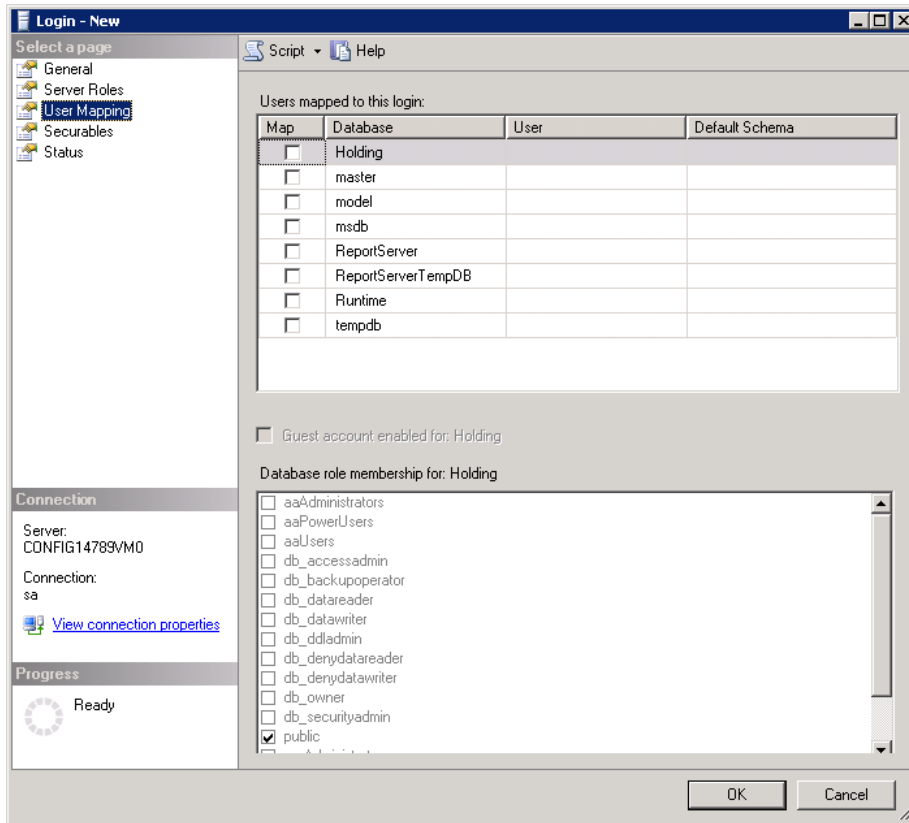 Login - New
Select a page
General
Server Roles
User Mapping
Securables
Status
Script Help
Users mapped to this login:
Map Database User Default Schema
Holding
master
model
msdb
ReportServer
ReportServerTempDB
Runtime
tempdb
Guest account enabled for: Holding
Database role membership for: Holding
aaAdministrators
aaPowerUsers
aaUsers
db_accessadmin
db_backupoperator
db_datareader
db_datawriter
db_ddladmin
db_denydatareader
db_denydatawriter
db_owner
db_securityadmin
public
Connection
Server:
CONFIG14789VM0
Connection:
sa
View connection properties
Progress
Ready
OK Cancel